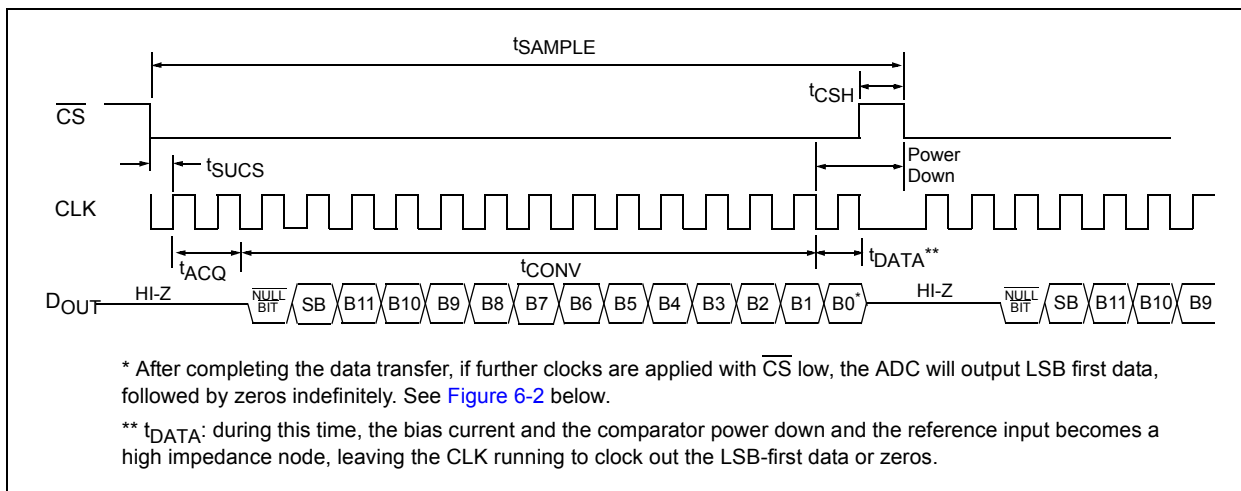 tSAMPLE
tCSH
CS
tSUCS
Power
Down
CLK
tACQ
tCONV
tDATA**
DOUT
HI-Z
NULL
BIT
SB
B11
B10
B9
B8
B7
B6
B5
B4
B3
B2
B1
B0*
HI-Z
NULL
BIT
SB
B11
B10
B9
* After completing the data transfer, if further clocks are applied with CS low, the ADC will output LSB first data,
followed by zeros indefinitely. See Figure 6-2 below.
** tDATA: during this time, the bias current and the comparator power down and the reference input becomes a
high impedance node, leaving the CLK running to clock out the LSB-first data or zeros.